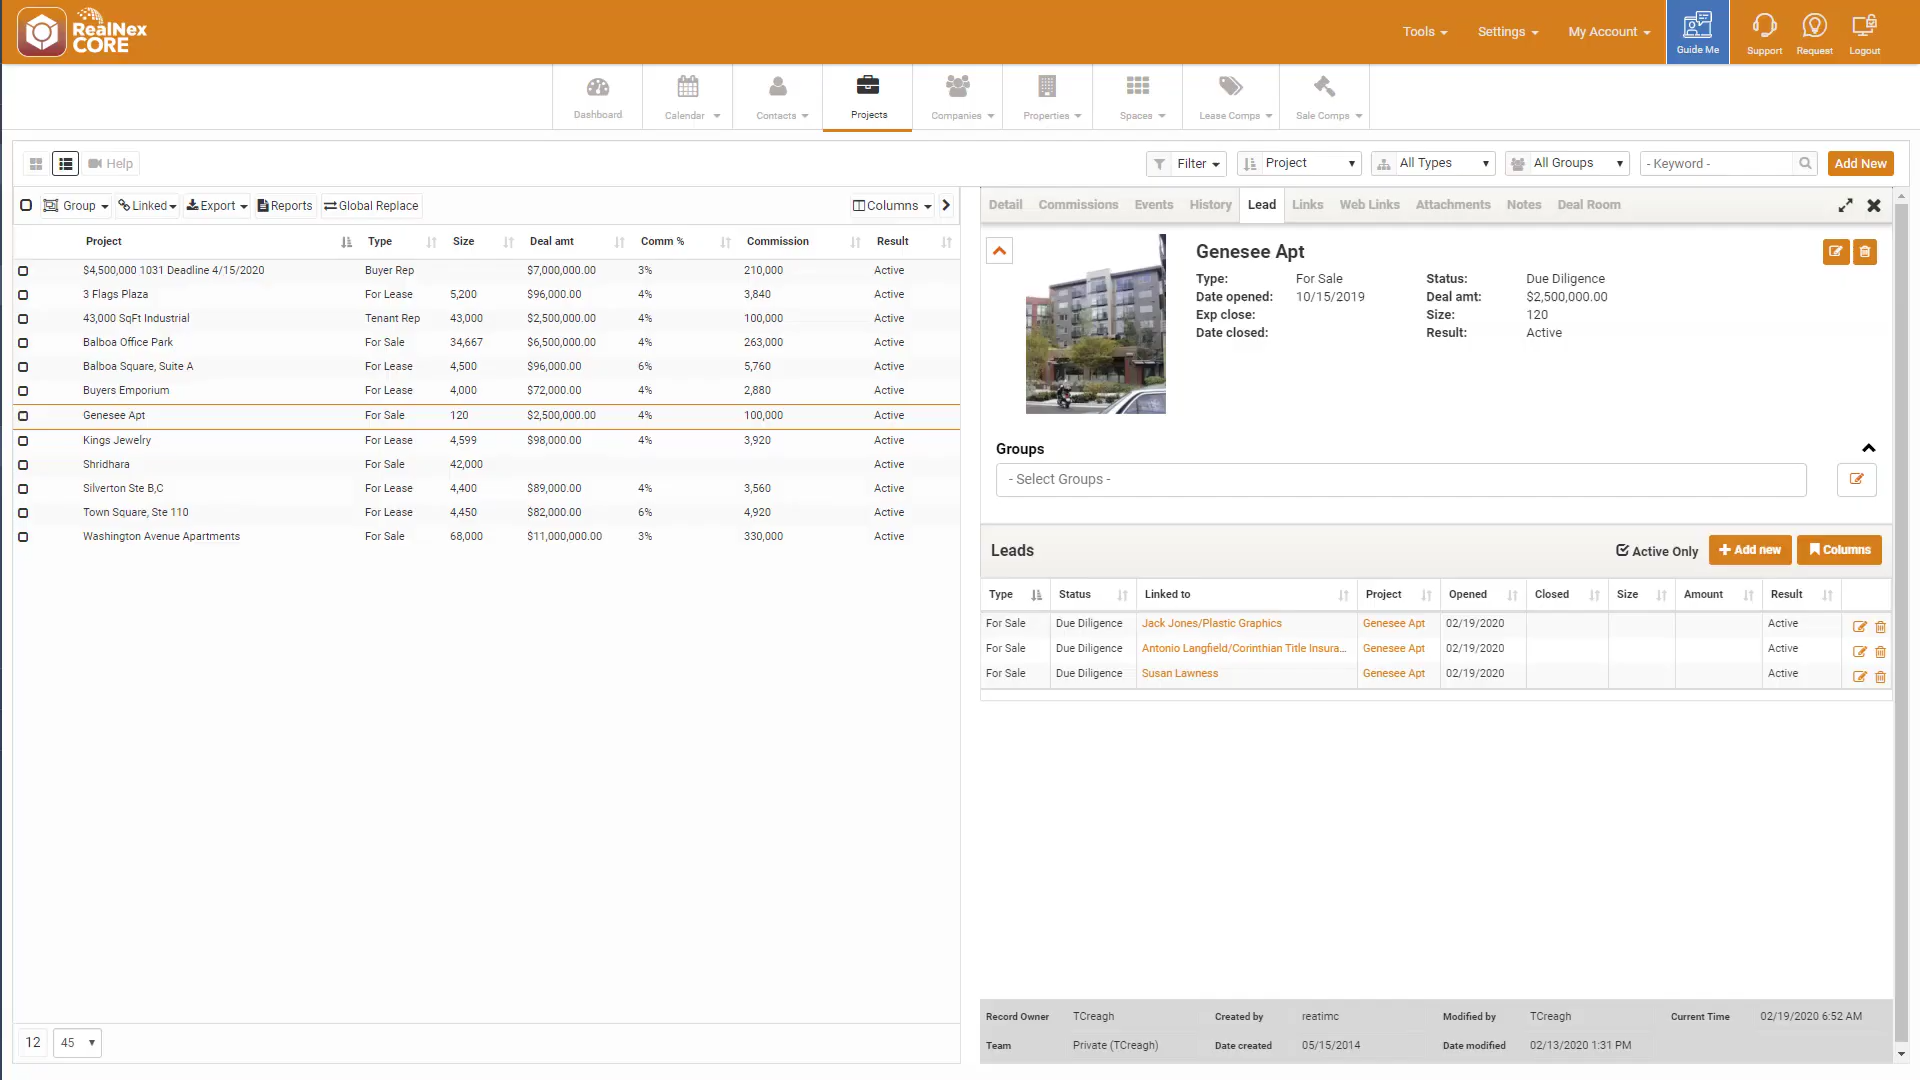 RealNex
CORE
Tools
Settings
My Account
Guide Me
Support
Request
Logout
Dashboard
Calendar
Contacts
Projects
Companies
Properties
Spaces
Lease Comps
Sale Comps
Help
Filter
Project
All Types
All Groups
- Keyword -
Add New
Group
Linked
Export
Reports
Global Replace
Columns
Project Type Size Deal amt Comm % Commission Result
$4,500,000 1031 Deadline 4/15/2020 Buyer Rep $7,000,000.00 3% 210,000 Active
3 Flags Plaza For Lease 5,200 $96,000.00 4% 3,840 Active
43,000 SqFt Industrial Tenant Rep 43,000 $2,500,000.00 4% 100,000 Active
Balboa Office Park For Sale 34,667 $6,500,000.00 4% 263,000 Active
Balboa Square, Suite A For Lease 4,500 $96,000.00 6% 5,760 Active
Buyers Emporium For Lease 4,000 $72,000.00 4% 2,880 Active
Genesee Apt For Sale 120 $2,500,000.00 4% 100,000 Active
Kings Jewelry For Lease 4,599 $98,000.00 4% 3,920 Active
Shridhara For Sale 42,000 Active
Silverton Ste B,C For Lease 4,400 $89,000.00 4% 3,560 Active
Town Square, Ste 110 For Lease 4,450 $82,000.00 6% 4,920 Active
Washington Avenue Apartments For Sale 68,000 $11,000,000.00 3% 330,000 Active
12 45
Detail Commissions Events History Lead Links Web Links Attachments Notes Deal Room
Genesee Apt
Type: For Sale Status: Due Diligence
Date opened: 10/15/2019 Deal amt: $2,500,000.00
Exp close: Size: 120
Date closed: Result: Active
Groups
- Select Groups -
Leads Active Only Add new Columns
Type Status Linked to Project Opened Closed Size Amount Result
For Sale Due Diligence Jack Jones/Plastic Graphics Genesee Apt 02/19/2020 Active
For Sale Due Diligence Antonio Langfield/Corinthian Title Insura... Genesee Apt 02/19/2020 Active
For Sale Due Diligence Susan Lawness Genesee Apt 02/19/2020 Active
Record Owner TCreagh Created by reatimc Modified by TCreagh Current Time 02/19/2020 6:52 AM
Team Private (TCreagh) Date created 05/15/2014 Date modified 02/13/2020 1:31 PM